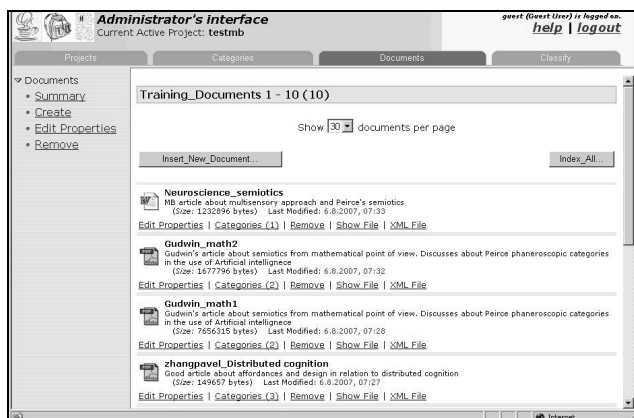 Administrator's interface
guest (Guest User) is logged on.
Current Active Project: testmb
help | logout
Projects
Categories
Documents
Classify
Documents
• Summary
• Create
• Edit Properties
• Remove
Training_Documents 1 - 10 (10)
Show 30 documents per page
Insert_New_Document...
Index_All...
Neuroscience_semiotics
MB article about multisensory approach and Peirce's semiotics
(Size: 1232896 bytes) Last Modified: 6.8.2007, 07:33
Edit Properties | Categories (1) | Remove | Show File | XML File
Gudwin_math2
Gudwin's article about semiotics from mathematical point of view. Discusses about Peirce phaneroscopic categories
in the use of Artificial intellignece
(Size: 1677796 bytes) Last Modified: 6.8.2007, 07:32
Edit Properties | Categories (2) | Remove | Show File | XML File
Gudwin_math1
Gudwin's article about semiotics from mathematical point of view. Discusses about Peirce phaneroscopic categories
in the use of Artificial intellignece
(Size: 7656315 bytes) Last Modified: 6.8.2007, 07:28
Edit Properties | Categories (2) | Remove | Show File | XML File
zhangpavel_Distributed cognition
Good article about affordances and design in relation to distributed cognition
(Size: 149657 bytes) Last Modified: 6.8.2007, 07:27
Edit Properties | Categories (3) | Remove | Show File | XML File
Internet